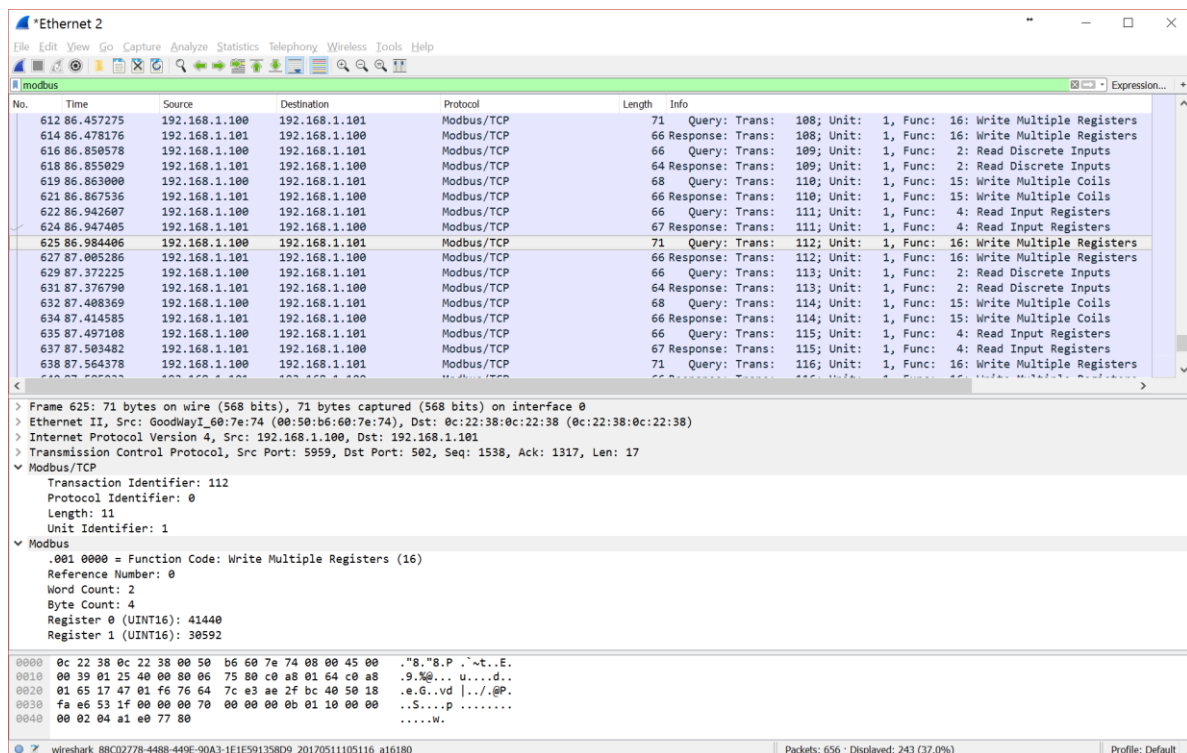 *Ethernet 2
File Edit View Go Capture Analyze Statistics Telephony Wireless Tools Help
modbus Expression... +
No. Time Source Destination Protocol Length Info
612 86.457275 192.168.1.100 192.168.1.101 Modbus/TCP 71 Query: Trans: 108; Unit: 1, Func: 16: Write Multiple Registers
614 86.478176 192.168.1.101 192.168.1.100 Modbus/TCP 66 Response: Trans: 108; Unit: 1, Func: 16: Write Multiple Registers
616 86.850578 192.168.1.100 192.168.1.101 Modbus/TCP 66 Query: Trans: 109; Unit: 1, Func: 2: Read Discrete Inputs
618 86.855029 192.168.1.101 192.168.1.100 Modbus/TCP 64 Response: Trans: 109; Unit: 1, Func: 2: Read Discrete Inputs
619 86.863000 192.168.1.100 192.168.1.101 Modbus/TCP 68 Query: Trans: 110; Unit: 1, Func: 15: Write Multiple Coils
621 86.867536 192.168.1.101 192.168.1.100 Modbus/TCP 66 Response: Trans: 110; Unit: 1, Func: 15: Write Multiple Coils
622 86.942607 192.168.1.100 192.168.1.101 Modbus/TCP 66 Query: Trans: 111; Unit: 1, Func: 4: Read Input Registers
624 86.947405 192.168.1.101 192.168.1.100 Modbus/TCP 67 Response: Trans: 111; Unit: 1, Func: 4: Read Input Registers
625 86.984406 192.168.1.100 192.168.1.101 Modbus/TCP 71 Query: Trans: 112; Unit: 1, Func: 16: Write Multiple Registers
627 87.005286 192.168.1.101 192.168.1.100 Modbus/TCP 66 Response: Trans: 112; Unit: 1, Func: 16: Write Multiple Registers
629 87.372225 192.168.1.100 192.168.1.101 Modbus/TCP 66 Query: Trans: 113; Unit: 1, Func: 2: Read Discrete Inputs
631 87.376790 192.168.1.101 192.168.1.100 Modbus/TCP 64 Response: Trans: 113; Unit: 1, Func: 2: Read Discrete Inputs
632 87.408369 192.168.1.100 192.168.1.101 Modbus/TCP 68 Query: Trans: 114; Unit: 1, Func: 15: Write Multiple Coils
634 87.414585 192.168.1.101 192.168.1.100 Modbus/TCP 66 Response: Trans: 114; Unit: 1, Func: 15: Write Multiple Coils
635 87.497108 192.168.1.100 192.168.1.101 Modbus/TCP 66 Query: Trans: 115; Unit: 1, Func: 4: Read Input Registers
637 87.503482 192.168.1.101 192.168.1.100 Modbus/TCP 67 Response: Trans: 115; Unit: 1, Func: 4: Read Input Registers
638 87.564378 192.168.1.100 192.168.1.101 Modbus/TCP 71 Query: Trans: 116; Unit: 1, Func: 16: Write Multiple Registers
> Frame 625: 71 bytes on wire (568 bits), 71 bytes captured (568 bits) on interface 0
> Ethernet II, Src: GoodWayI_60:7e:74 (00:50:b6:60:7e:74), Dst: 0c:22:38:0c:22:38 (0c:22:38:0c:22:38)
> Internet Protocol Version 4, Src: 192.168.1.100, Dst: 192.168.1.101
> Transmission Control Protocol, Src Port: 5959, Dst Port: 502, Seq: 1538, Ack: 1317, Len: 17
Modbus/TCP
Transaction Identifier: 112
Protocol Identifier: 0
Length: 11
Unit Identifier: 1
Modbus
.001 0000 = Function Code: Write Multiple Registers (16)
Reference Number: 0
Word Count: 2
Byte Count: 4
Register 0 (UINT16): 41440
Register 1 (UINT16): 30592
0000 0c 22 38 0c 22 38 00 50 b6 60 7e 74 08 00 45 00 ."8."8.P .`~t..E.
0010 00 39 01 25 40 00 80 06 75 80 c0 a8 01 64 c0 a8 .9.%@... u....d..
0020 01 65 17 47 01 f6 76 64 7c e3 ae 2f bc 40 50 18 .e.G..vd |../.@P.
0030 fa e6 53 1f 00 00 00 70 00 00 00 0b 01 10 00 00 ..S....p ........
0040 00 02 04 a1 e0 77 80 .....w.
wireshark_88C02778-4488-449E-90A3-1E1E591358D9_20170511105116_a16180 Packets: 656 · Displayed: 243 (37.0%) Profile: Default